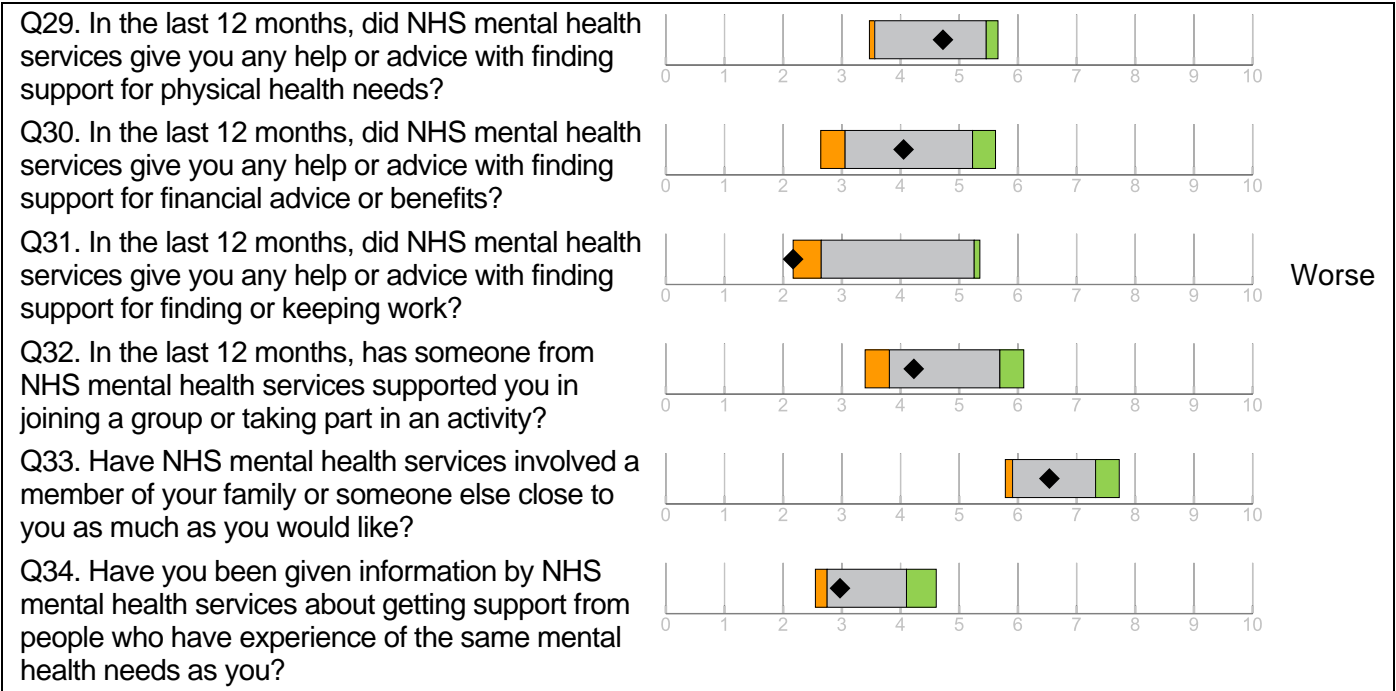 Q29. In the last 12 months, did NHS mental health
services give you any help or advice with finding
support for physical health needs?
0 1 2 3 4 5 6 7 8 9 10
Q30. In the last 12 months, did NHS mental health
services give you any help or advice with finding
support for financial advice or benefits?
0 1 2 3 4 5 6 7 8 9 10
Q31. In the last 12 months, did NHS mental health
services give you any help or advice with finding
support for finding or keeping work?
0 1 2 3 4 5 6 7 8 9 10
Worse
Q32. In the last 12 months, has someone from
NHS mental health services supported you in
joining a group or taking part in an activity?
0 1 2 3 4 5 6 7 8 9 10
Q33. Have NHS mental health services involved a
member of your family or someone else close to
you as much as you would like?
0 1 2 3 4 5 6 7 8 9 10
Q34. Have you been given information by NHS
mental health services about getting support from
people who have experience of the same mental
health needs as you?
0 1 2 3 4 5 6 7 8 9 10